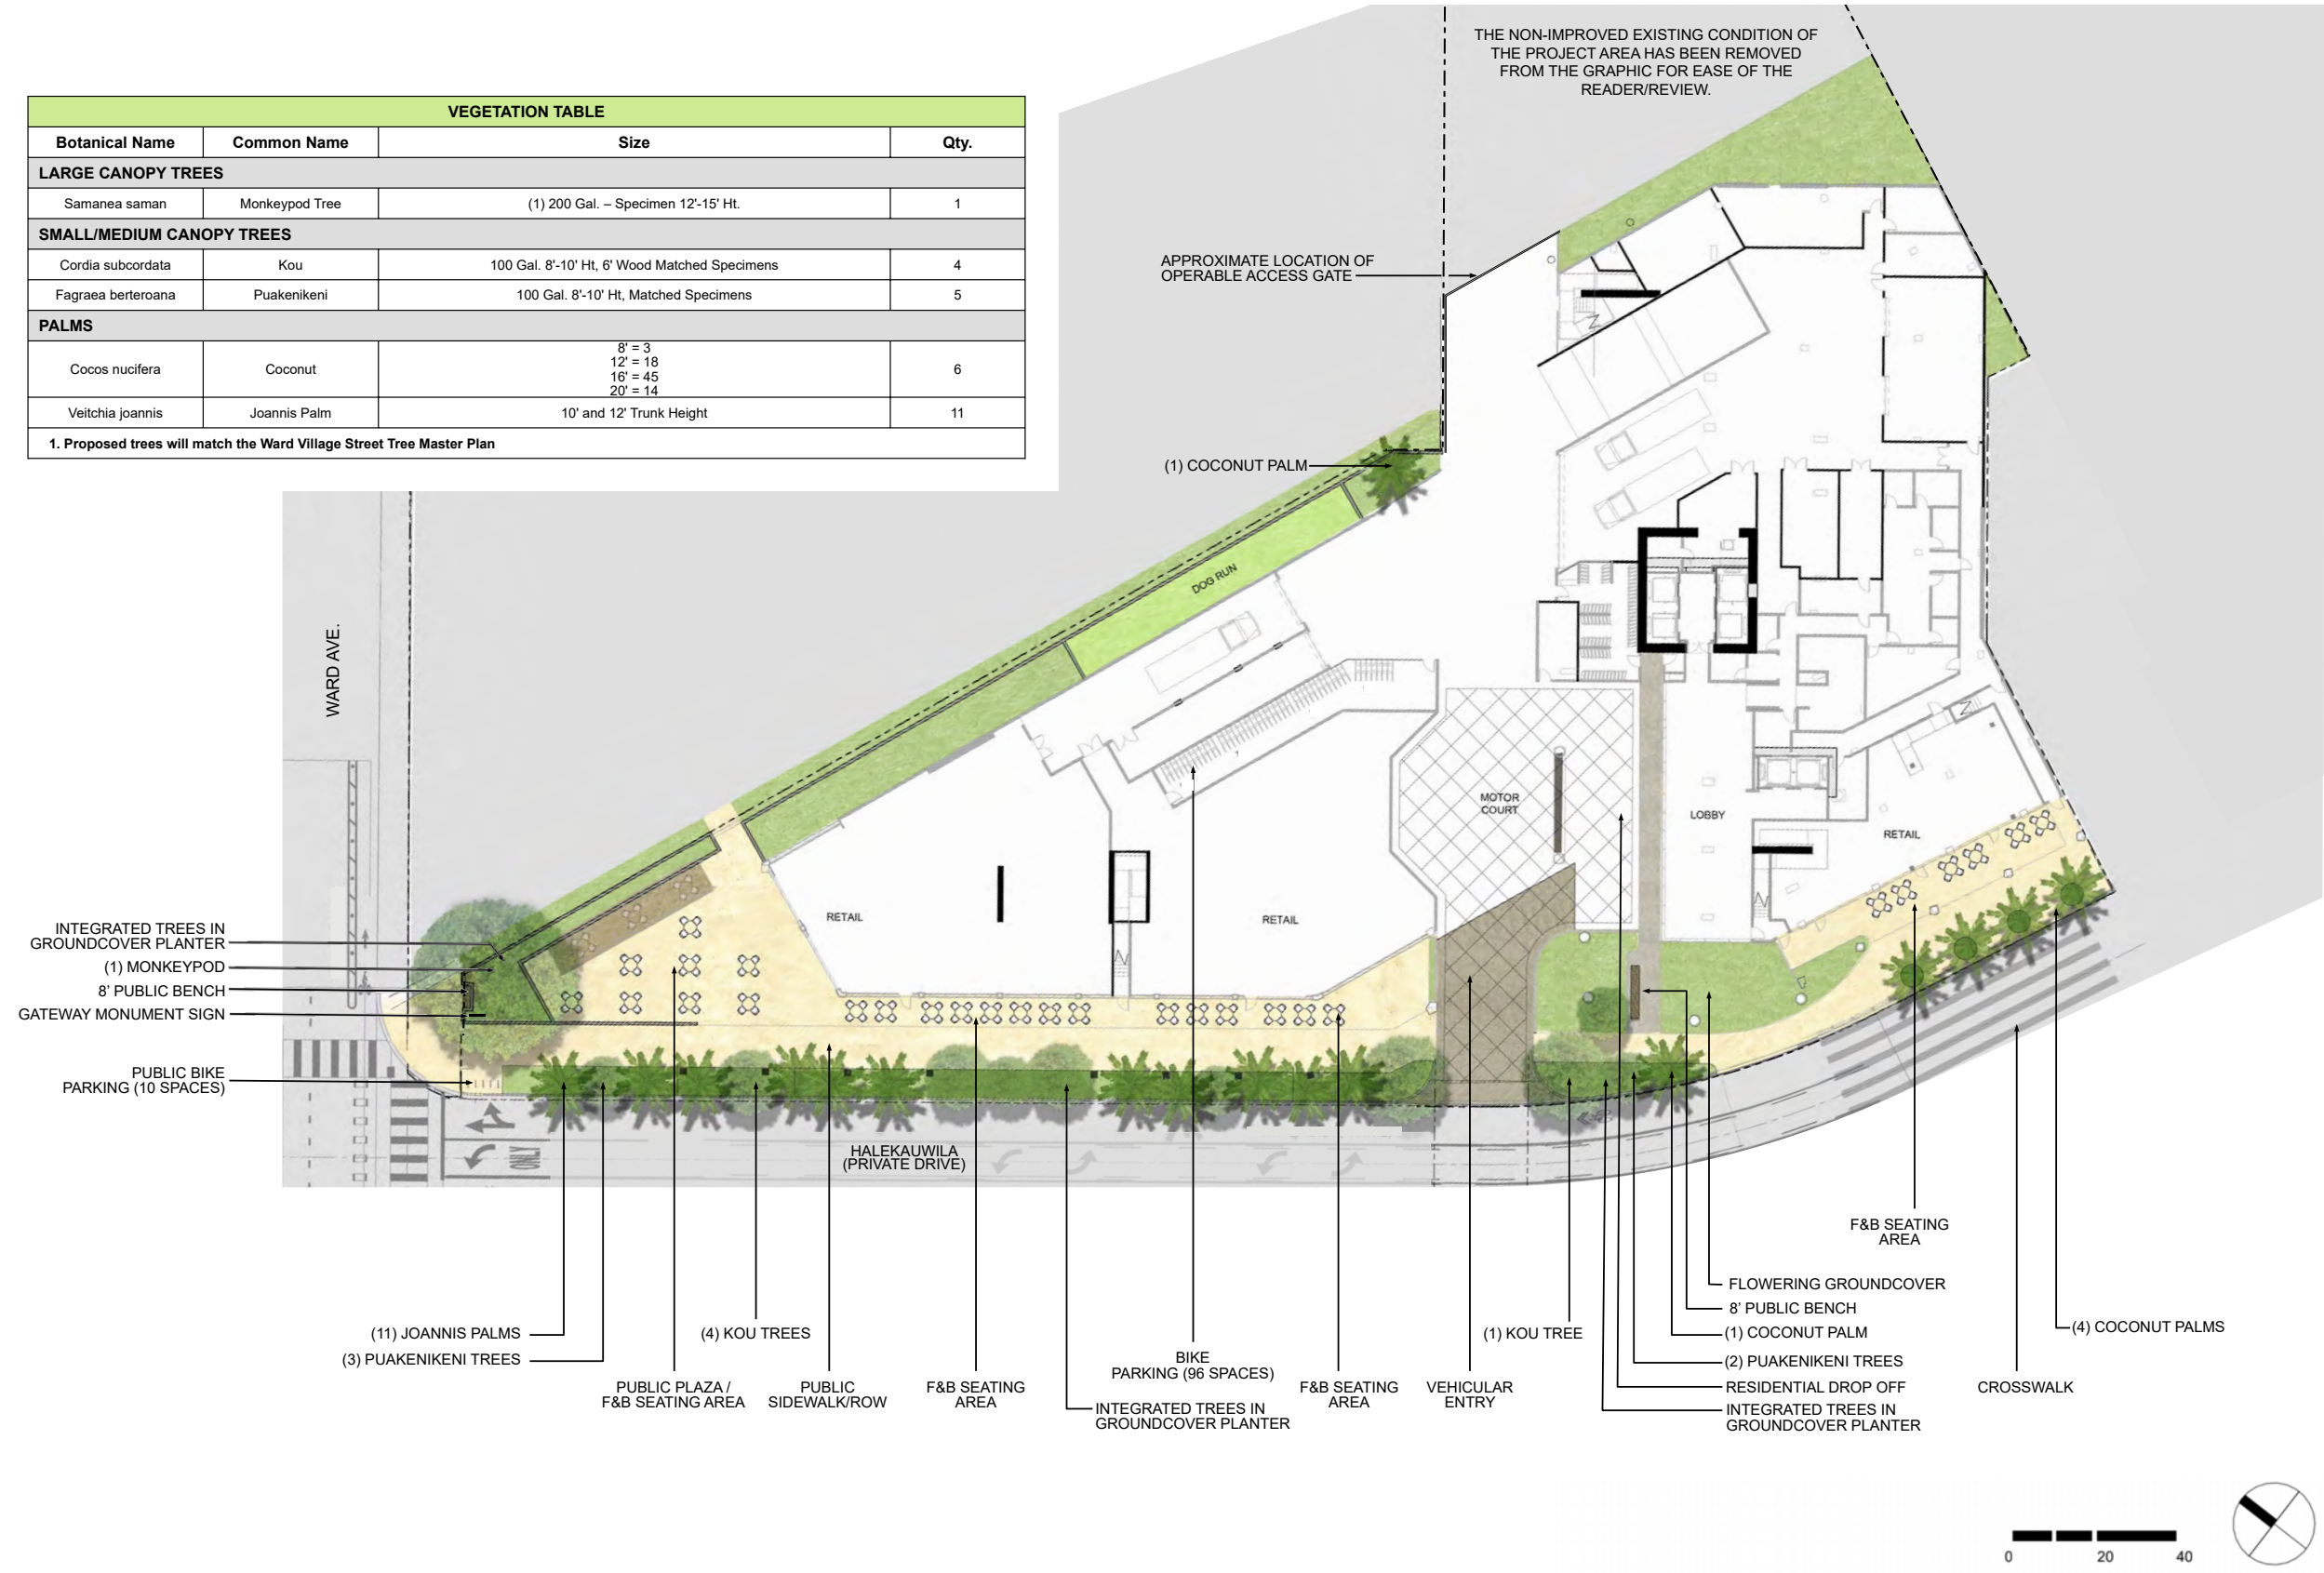 THE NON-IMPROVED EXISTING CONDITION OF
THE PROJECT AREA HAS BEEN REMOVED
FROM THE GRAPHIC FOR EASE OF THE
READER/REVIEW.
VEGETATION TABLE
Botanical Name Common Name Size Qty.
LARGE CANOPY TREES
Samanea saman Monkeypod Tree (1) 200 Gal. – Specimen 12'-15' Ht. 1
SMALL/MEDIUM CANOPY TREES
Cordia subcordata Kou 100 Gal. 8'-10' Ht, 6' Wood Matched Specimens 4
Fagraea berteroana Puakenikeni 100 Gal. 8'-10' Ht, Matched Specimens 5
PALMS
Cocos nucifera Coconut 8' = 3
12' = 18
16' = 45
20' = 14
6
Veitchia joannis Joannis Palm 10' and 12' Trunk Height 11
1. Proposed trees will match the Ward Village Street Tree Master Plan
APPROXIMATE LOCATION OF
OPERABLE ACCESS GATE
(1) COCONUT PALM
DOG RUN
WARD AVE.
MOTOR
COURT
LOBBY
RETAIL
RETAIL
RETAIL
INTEGRATED TREES IN
GROUNDCOVER PLANTER
(1) MONKEYPOD
8’ PUBLIC BENCH
GATEWAY MONUMENT SIGN
PUBLIC BIKE
PARKING (10 SPACES)
ONLY
HALEKAUWILA
(PRIVATE DRIVE)
(11) JOANNIS PALMS
(3) PUAKENIKENI TREES
PUBLIC PLAZA /
F&B SEATING AREA
(4) KOU TREES
PUBLIC
SIDEWALK/ROW
F&B SEATING
AREA
INTEGRATED TREES IN
GROUNDCOVER PLANTER
BIKE
PARKING (96 SPACES)
F&B SEATING
AREA
VEHICULAR
ENTRY
(1) KOU TREE
F&B SEATING
AREA
FLOWERING GROUNDCOVER
8’ PUBLIC BENCH
(1) COCONUT PALM
(2) PUAKENIKENI TREES
RESIDENTIAL DROP OFF
INTEGRATED TREES IN
GROUNDCOVER PLANTER
CROSSWALK
(4) COCONUT PALMS
0 20 40